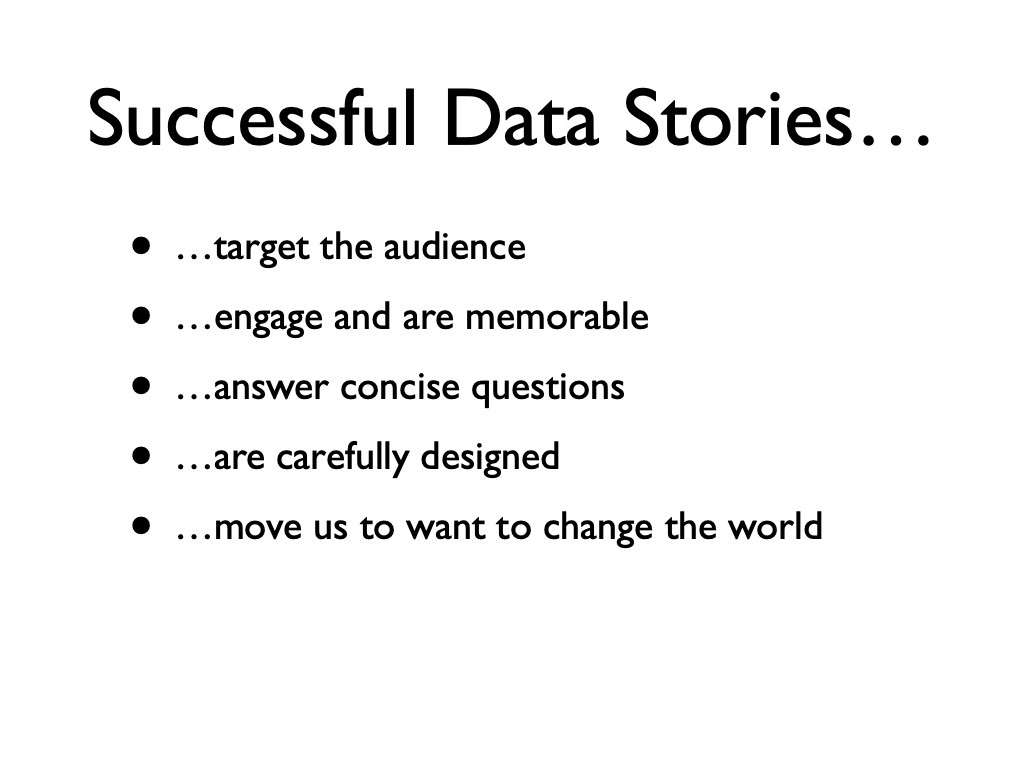 Successful Data Stories…
• …target the audience
• …engage and are memorable
• …answer concise questions
• …are carefully designed
• …move us to want to change the world